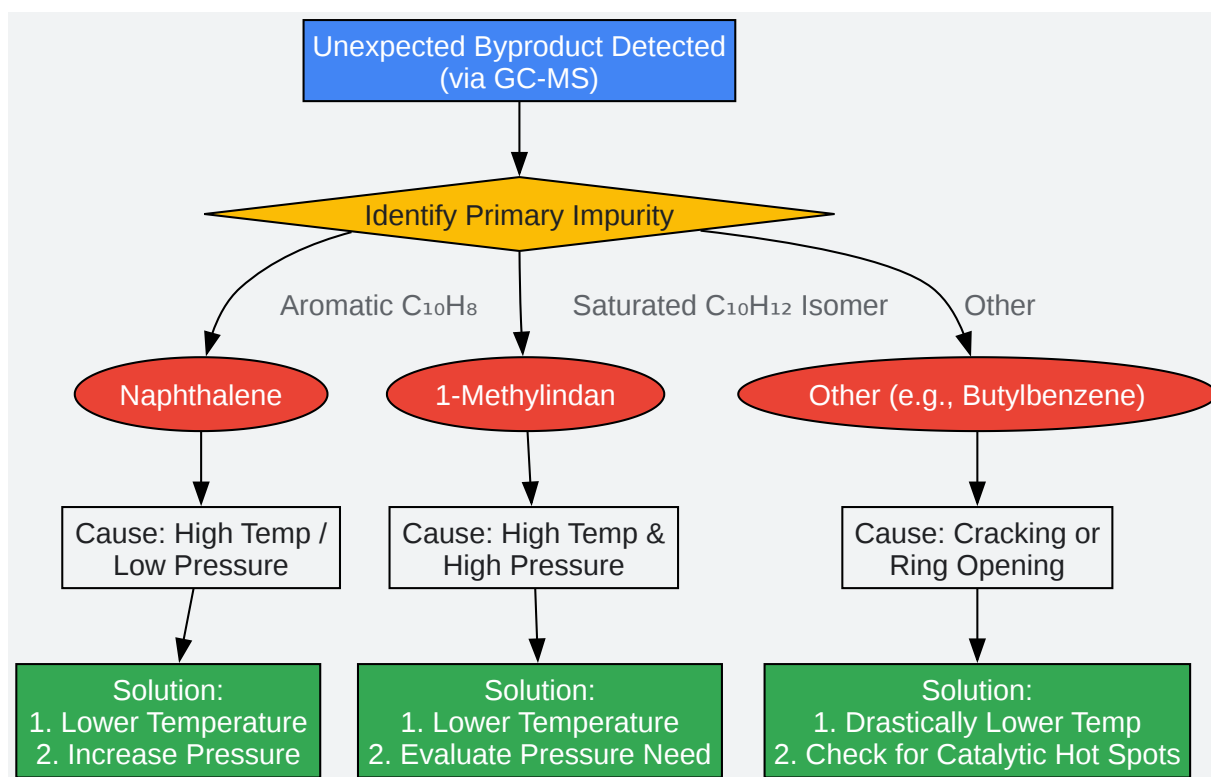 Unexpected Byproduct Detected
(via GC-MS)
Identify Primary Impurity
Aromatic C₁₀H₈
Saturated C₁₀H₁₂ Isomer
Other
Naphthalene
1-Methylindan
Other (e.g., Butylbenzene)
Cause: High Temp /
Low Pressure
Cause: High Temp &
High Pressure
Cause: Cracking or
Ring Opening
Solution:
1. Lower Temperature
2. Increase Pressure
Solution:
1. Lower Temperature
2. Evaluate Pressure Need
Solution:
1. Drastically Lower Temp
2. Check for Catalytic Hot Spots